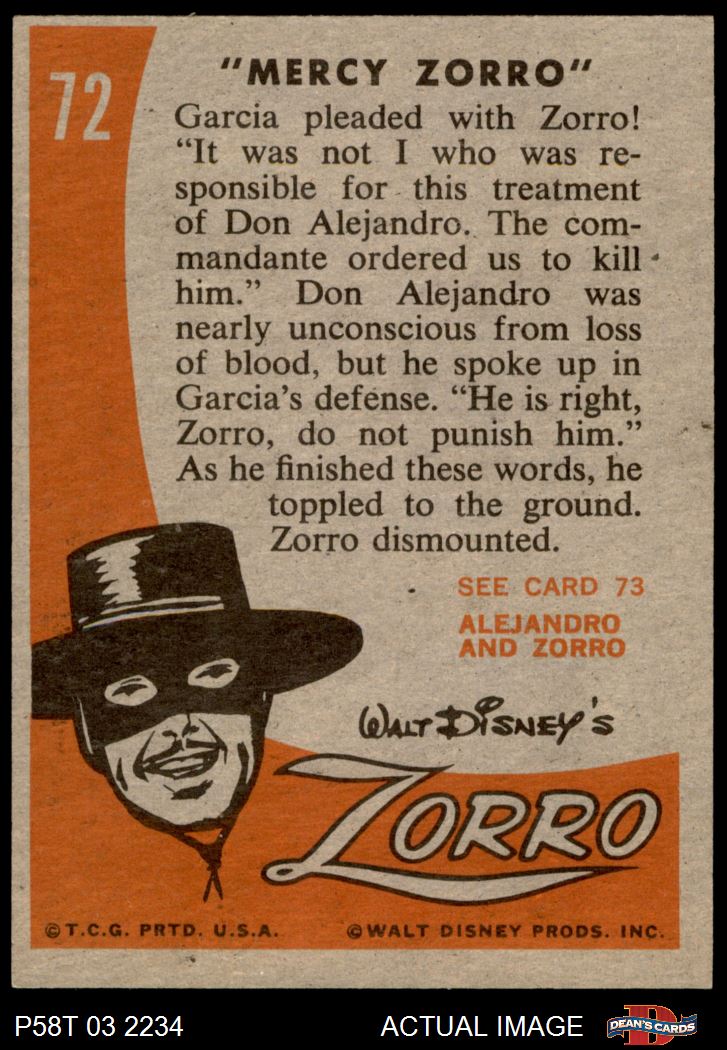 72
"MERCY ZORRO"
Garcia pleaded with Zorro!
“It was not I who was re-
sponsible for this treatment
of Don Alejandro. The com-
mandante ordered us to kill
him.” Don Alejandro was
nearly unconscious from loss
of blood, but he spoke up in
Garcia’s defense. “He is right,
Zorro, do not punish him.”
As he finished these words, he
toppled to the ground.
Zorro dismounted.
SEE CARD 73
ALEJANDRO
AND ZORRO
WALT DISNEY'S
ZORRO
©T.C.G. PRTD. U.S.A.
©WALT DISNEY PRODS. INC.
P58T 03 2234
ACTUAL IMAGE
D
DEAN'S CARDS